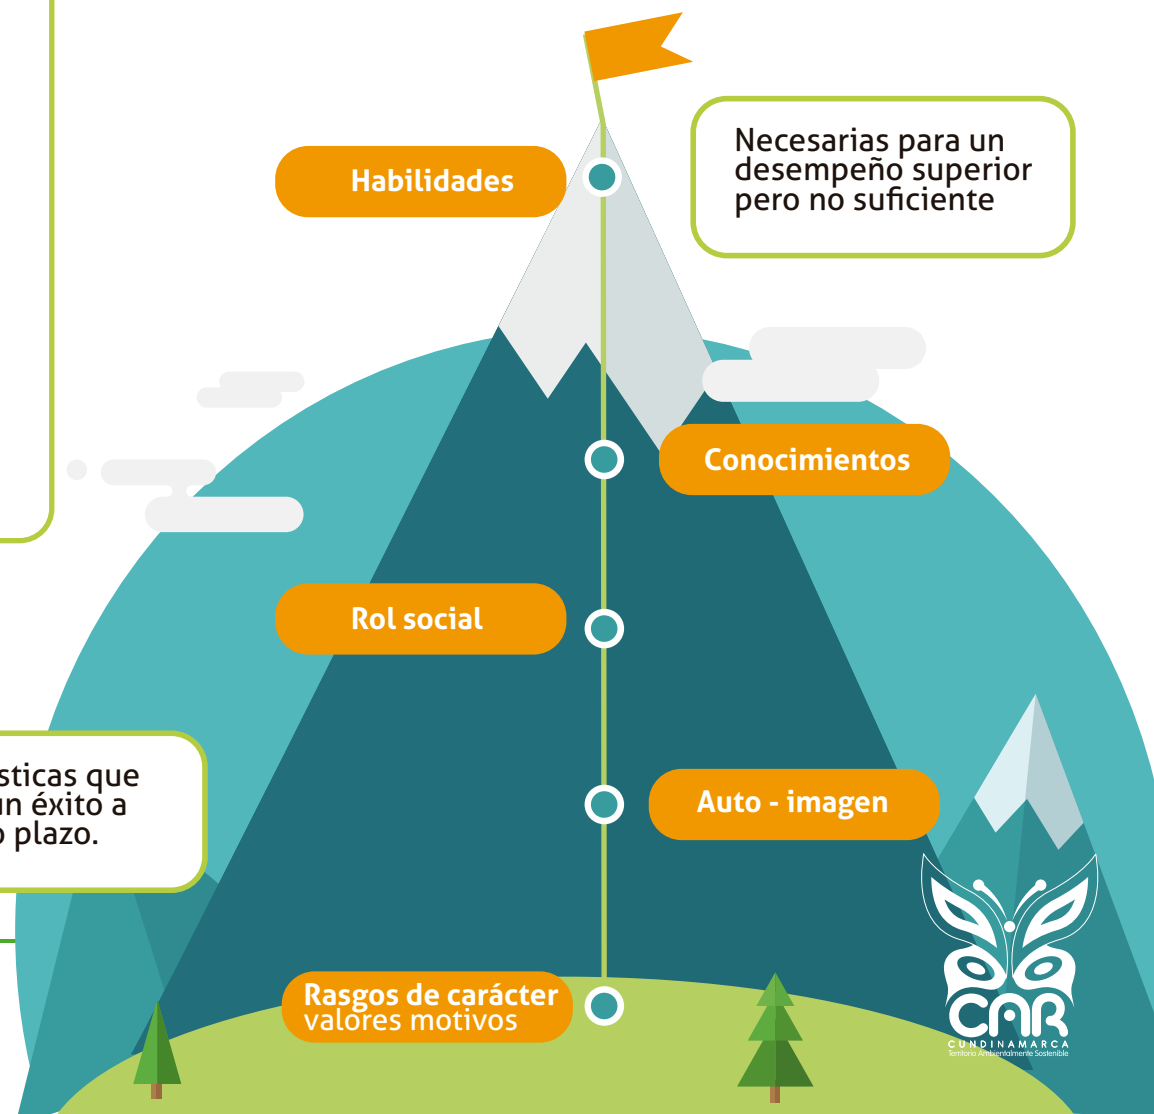 Necesarias para un
desempeño superior
pero no suficiente
Habilidades
Conocimientos
Rol social
sticas que
un éxito a
o plazo.
Auto - imagen
Rasgos de carácter
valores motivos
CAR
CUNDINAMARCA
Territorio Ambientalmente Sostenible